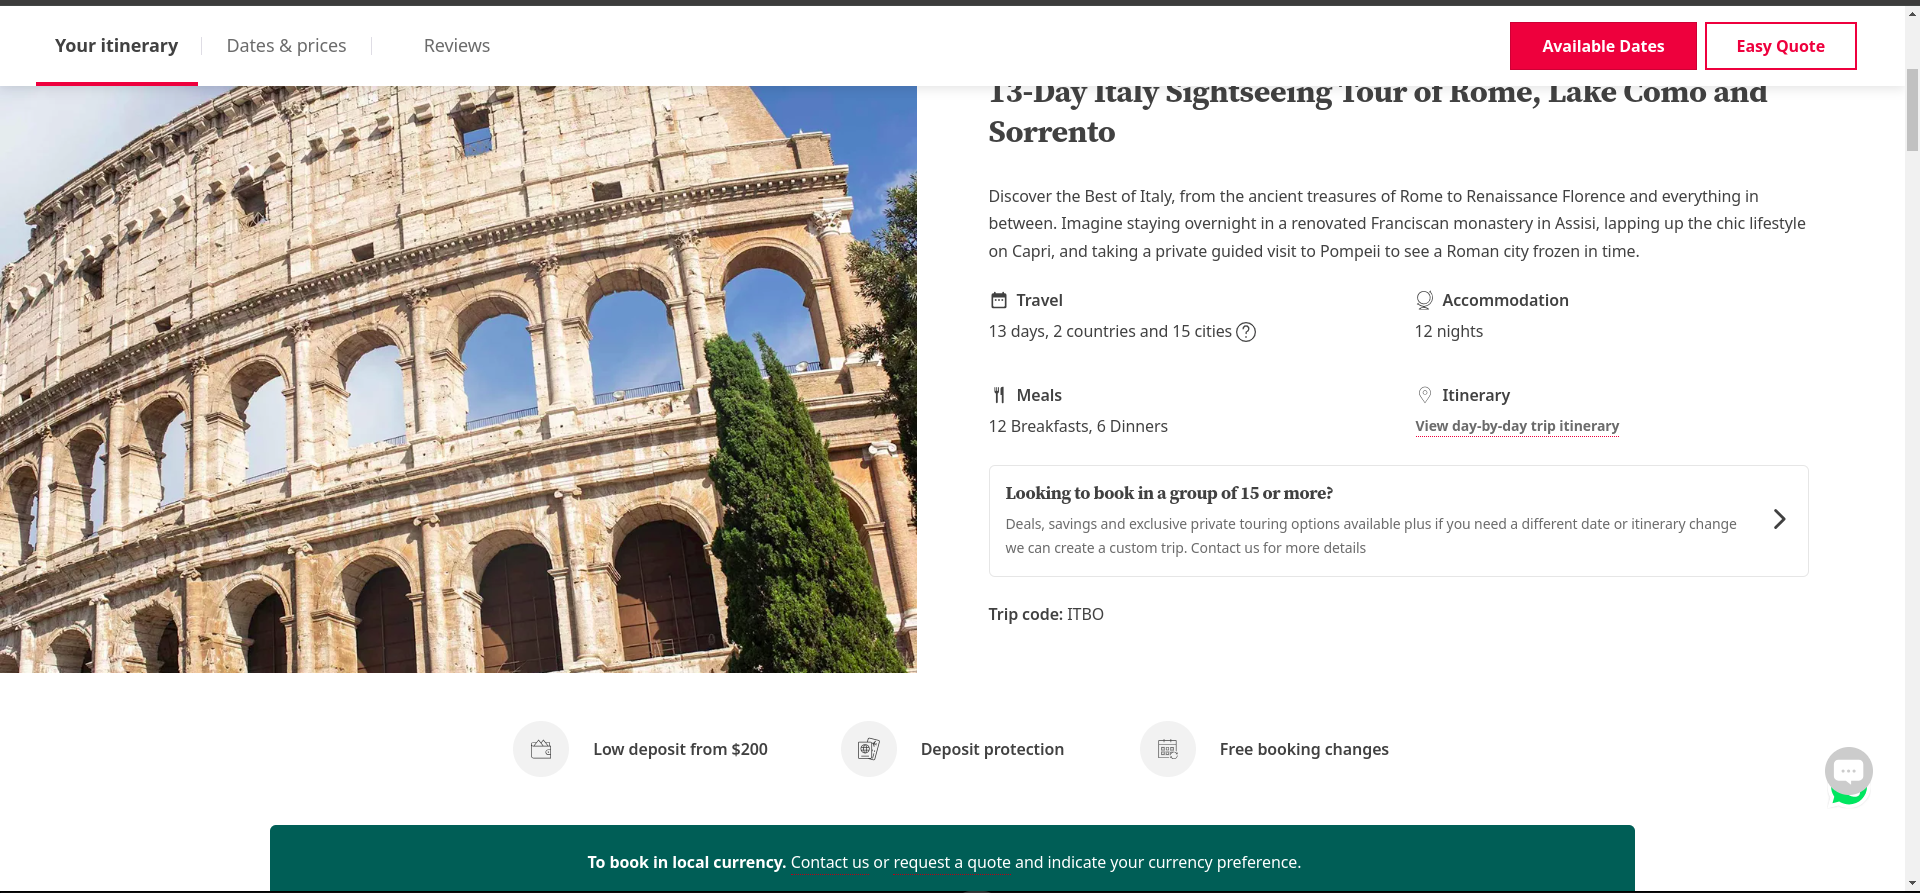 Your itinerary
Dates & prices
Reviews
Available Dates
Easy Quote
13-Day Italy Sightseeing Tour of Rome, Lake Como and
Sorrento
Discover the Best of Italy, from the ancient treasures of Rome to Renaissance Florence and everything in
between. Imagine staying overnight in a renovated Franciscan monastery in Assisi, lapping up the chic lifestyle
on Capri, and taking a private guided visit to Pompeii to see a Roman city frozen in time.
Travel
13 days, 2 countries and 15 cities ?
Accommodation
12 nights
Meals
12 Breakfasts, 6 Dinners
Itinerary
View day-by-day trip itinerary
Looking to book in a group of 15 or more?
Deals, savings and exclusive private touring options available plus if you need a different date or itinerary change
we can create a custom trip. Contact us for more details
Trip code: ITBO
Low deposit from $200
Deposit protection
Free booking changes
To book in local currency. Contact us or request a quote and indicate your currency preference.